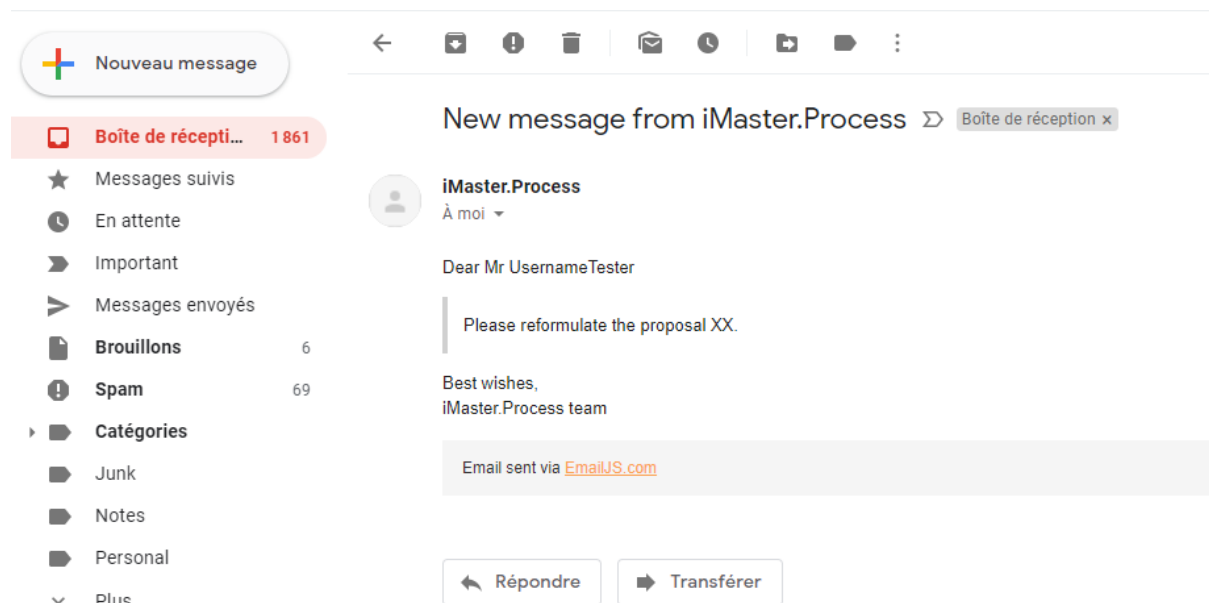 Nouveau message
Boîte de récepti... 1 861
Messages suivis
En attente
Important
Messages envoyés
Brouillons 6
Spam 69
Catégories
Junk
Notes
Personal
Plus
New message from iMaster.Process Boîte de réception x
iMaster.Process
À moi
Dear Mr UsernameTester
Please reformulate the proposal XX.
Best wishes,
iMaster.Process team
Email sent via EmailJS.com
Répondre Transférer